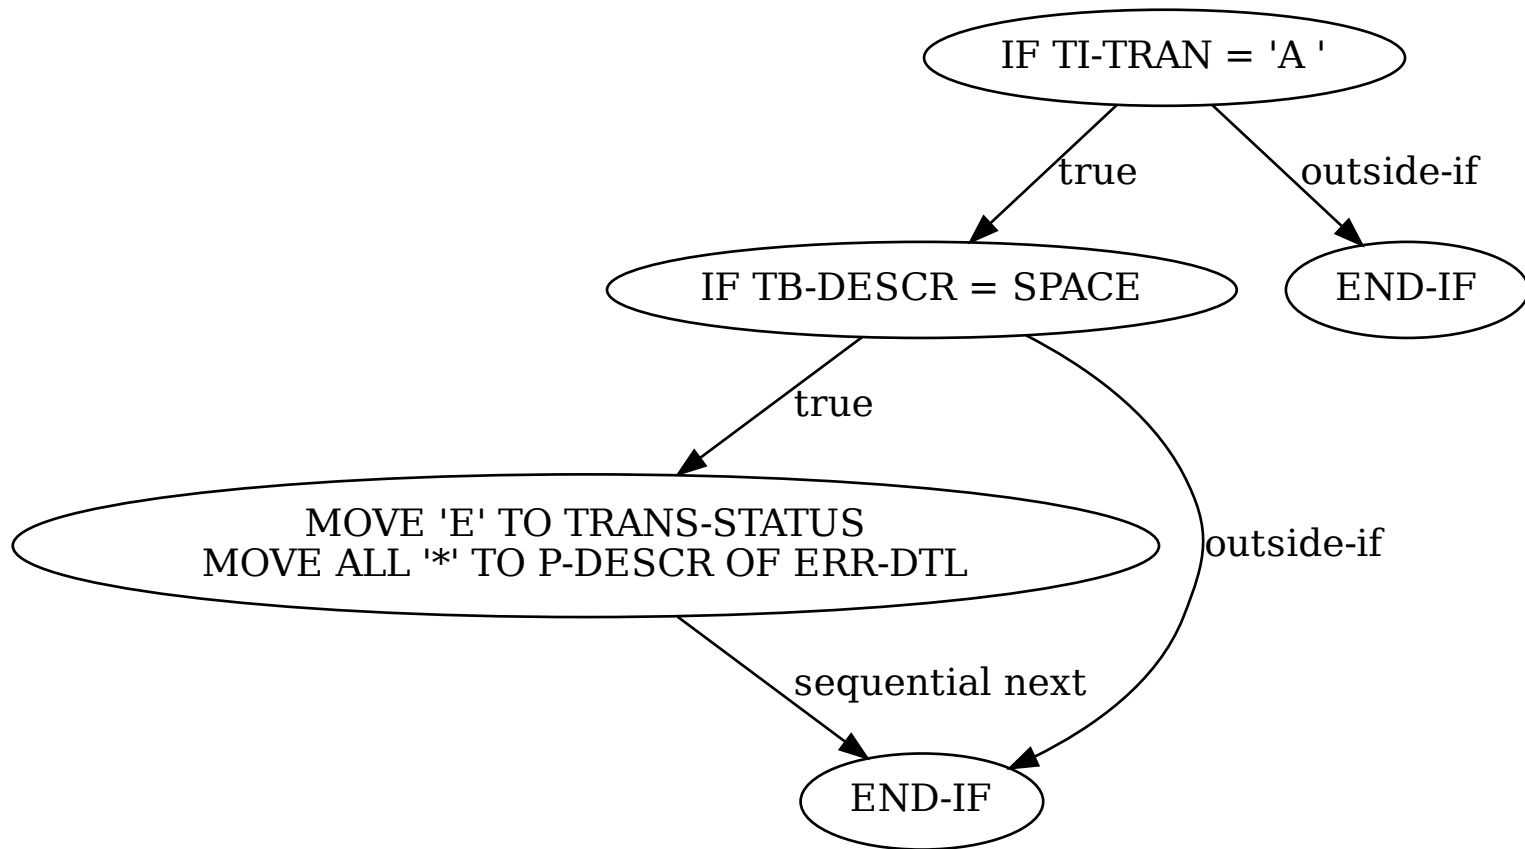 IF TI-TRAN = 'A '
true
outside-if
IF TB-DESCR = SPACE
END-IF
true
MOVE 'E' TO TRANS-STATUS
MOVE ALL '*' TO P-DESCR OF ERR-DTL
outside-if
sequential next
END-IF